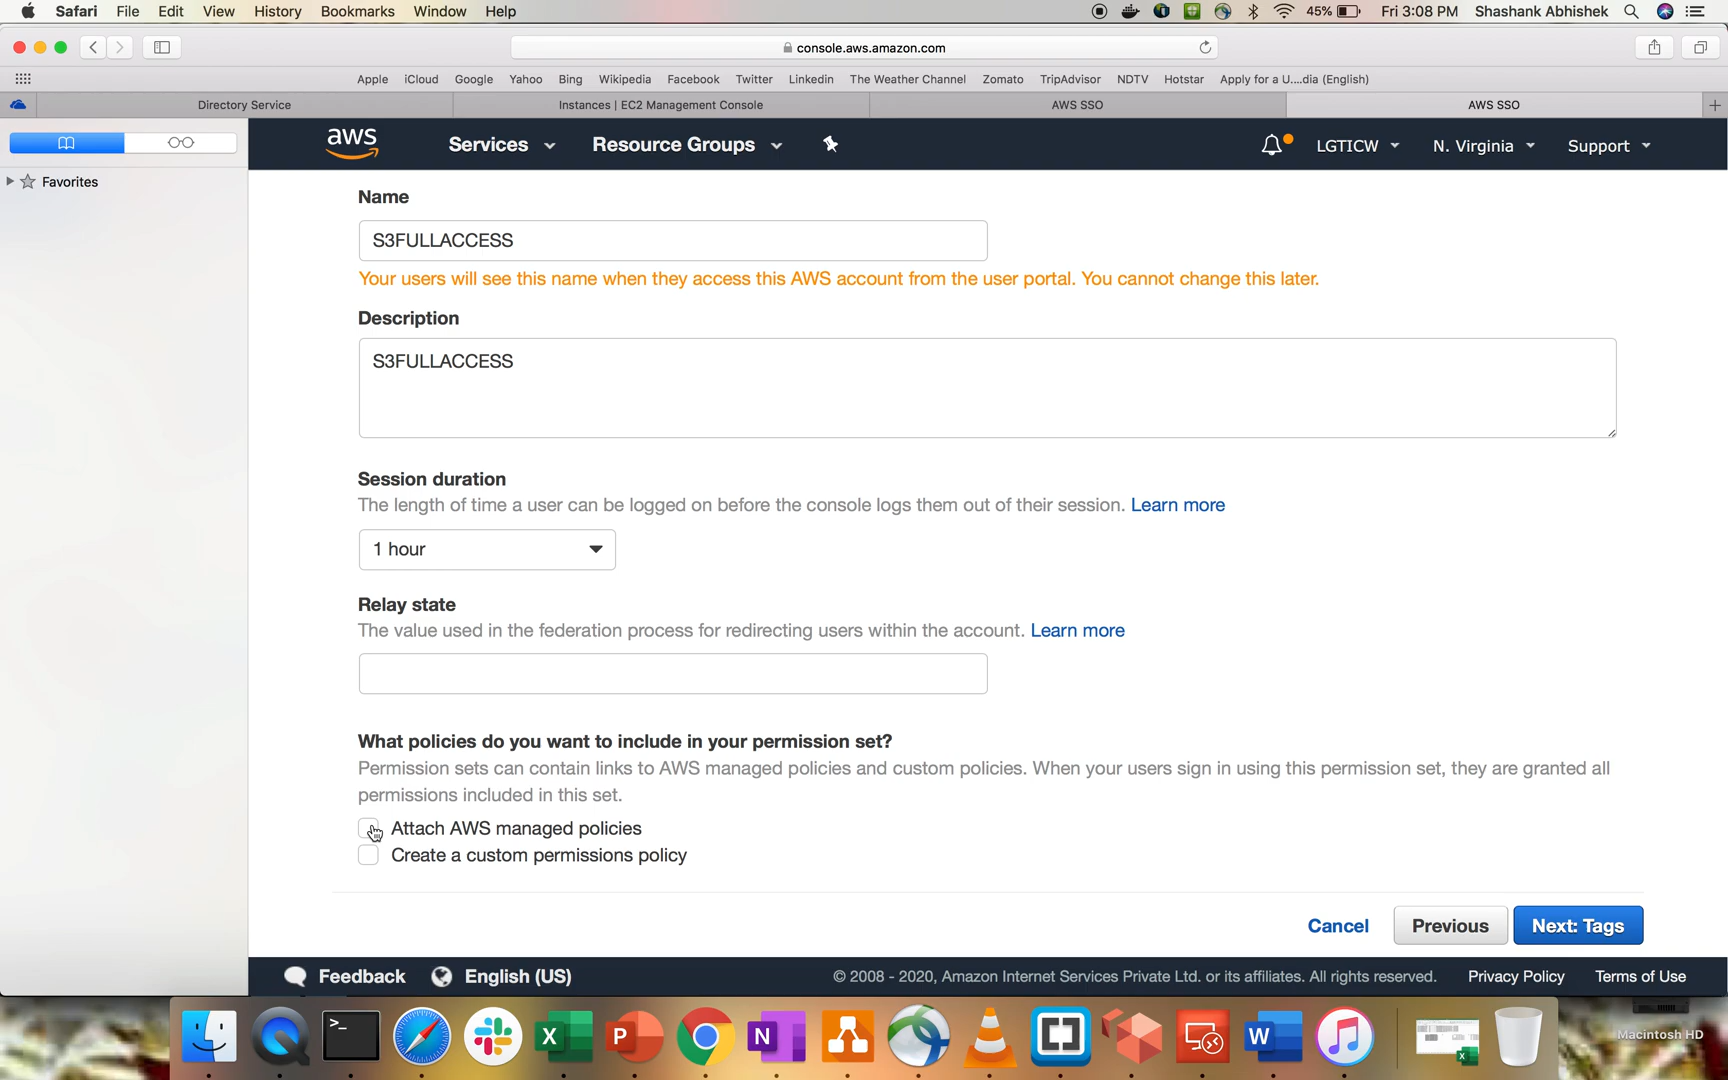 Safari File Edit View History Bookmarks Window Help 45% Fri 3:08 PM Shashank Abhishek
console.aws.amazon.com
Apple iCloud Google Yahoo Bing Wikipedia Facebook Twitter Linkedin The Weather Channel Zomato TripAdvisor NDTV Hotstar Apply for a U....dia (English)
Directory Service Instances | EC2 Management Console AWS SSO AWS SSO
aws Services Resource Groups LGTICW N. Virginia Support
Favorites
Name
S3FULLACCESS
Your users will see this name when they access this AWS account from the user portal. You cannot change this later.
Description
S3FULLACCESS
Session duration
The length of time a user can be logged on before the console logs them out of their session. Learn more
1 hour
Relay state
The value used in the federation process for redirecting users within the account. Learn more
What policies do you want to include in your permission set?
Permission sets can contain links to AWS managed policies and custom policies. When your users sign in using this permission set, they are granted all
permissions included in this set.
Attach AWS managed policies
Create a custom permissions policy
Cancel Previous Next: Tags
Feedback English (US) © 2008 - 2020, Amazon Internet Services Private Ltd. or its affiliates. All rights reserved. Privacy Policy Terms of Use
Macintosh HD